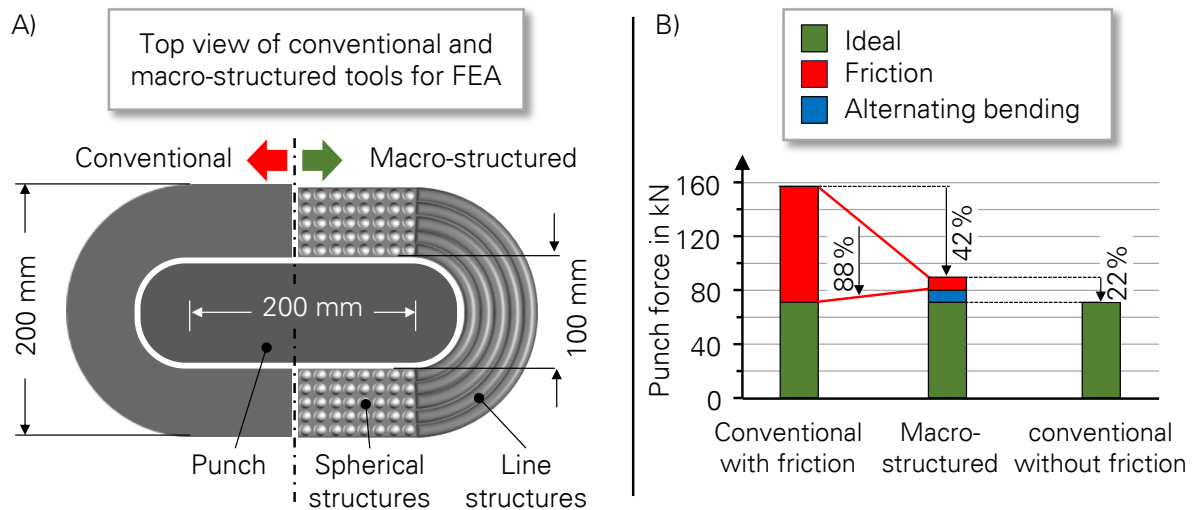 A)
Top view of conventional and
macro-structured tools for FEA
Conventional
Macro-structured
200 mm
200 mm
100 mm
Punch
Spherical
structures
Line
structures
B)
Ideal
Friction
Alternating bending
Punch force in kN
160
120
80
40
0
88 %
42 %
22 %
Conventional
with friction
Macro-
structured
conventional
without friction